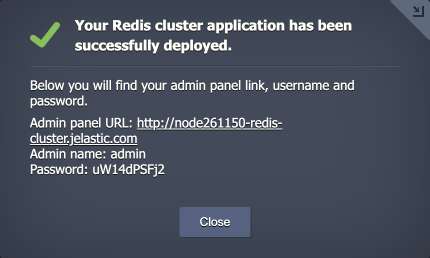 Your Redis cluster application has been
successfully deployed.
Below you will find your admin panel link, username and
password.
Admin panel URL: http://node261150-redis-
cluster.jelastic.com
Admin name: admin
Password: uW14dPSFj2
Close